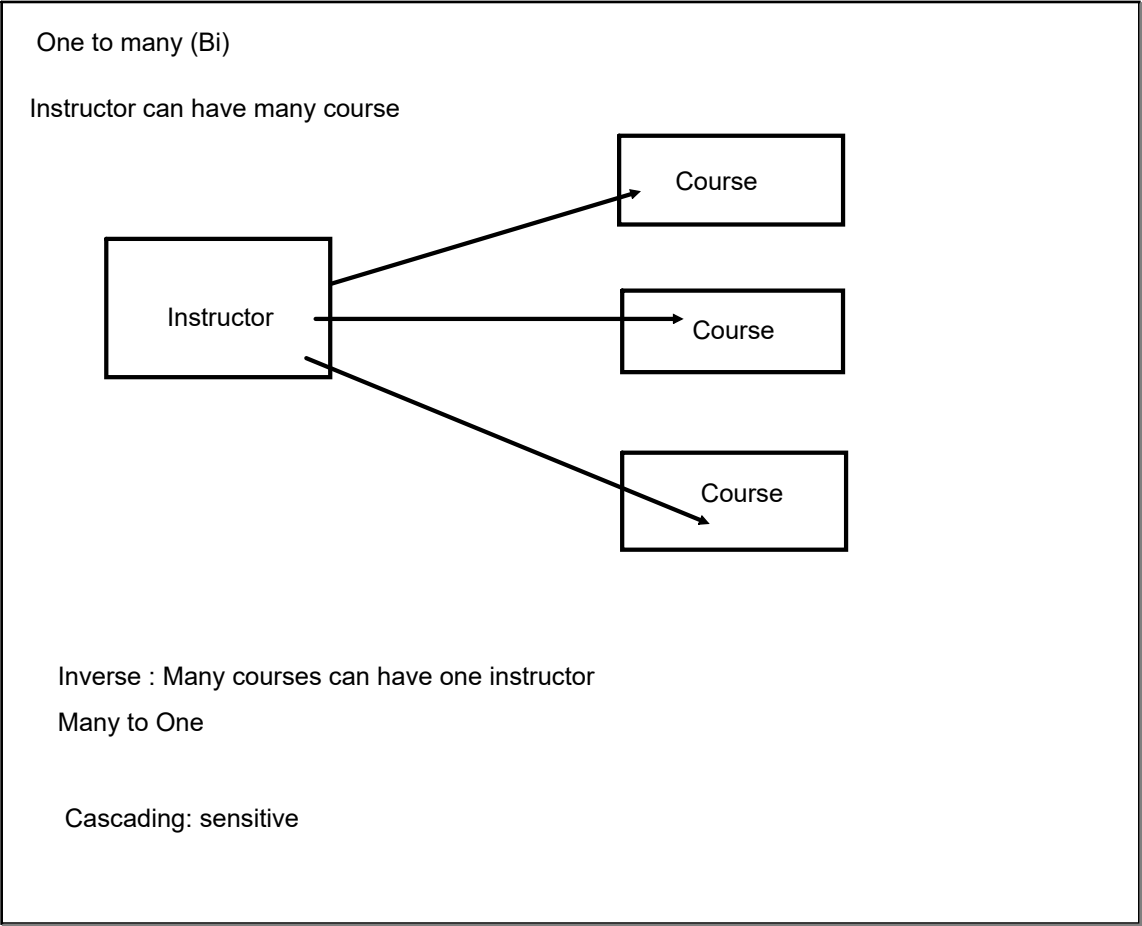 One to many (Bi)
Instructor can have many course
Course
Instructor
Course
Course
Inverse : Many courses can have one instructor
Many to One
Cascading: sensitive